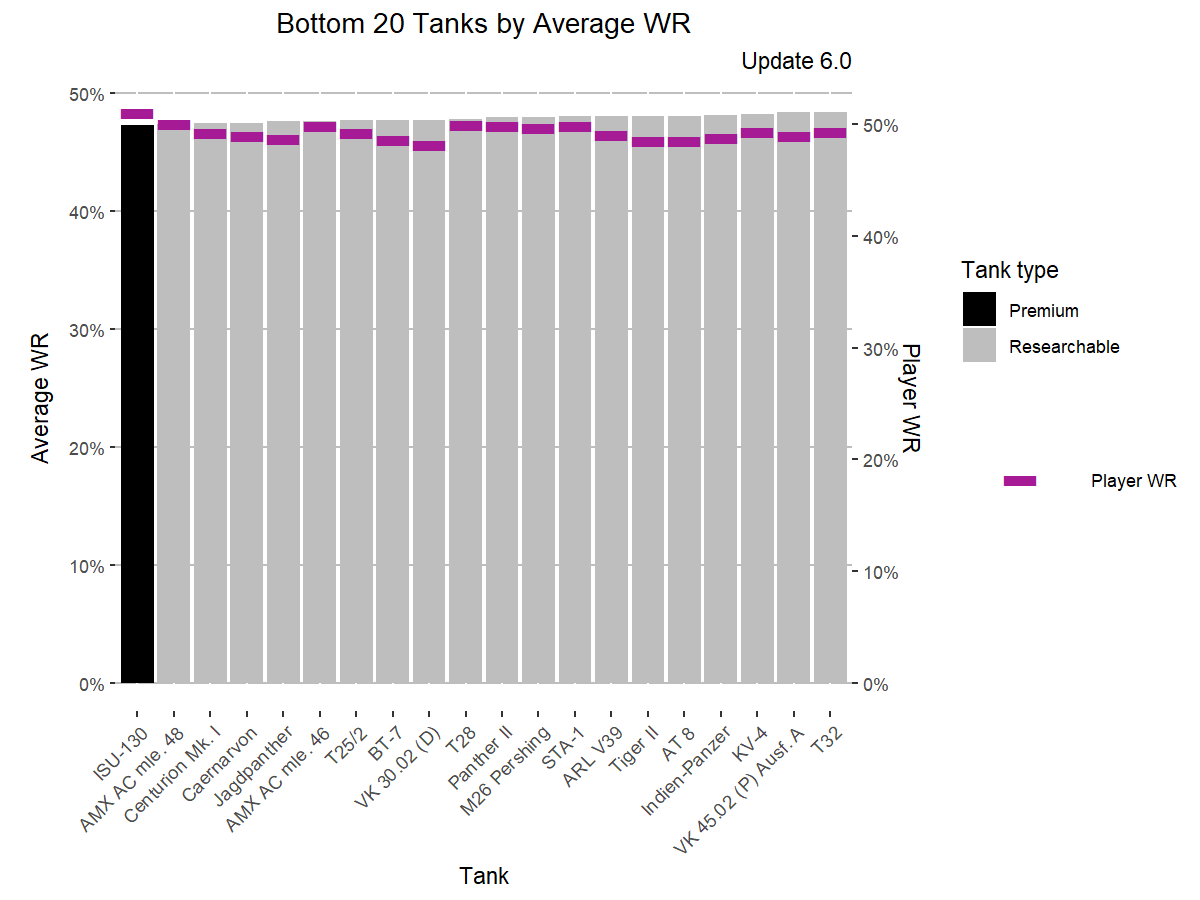 Bottom 20 Tanks by Average WR
Update 6.0
Average WR
50%
40%
30%
20%
10%
0%
50%
40%
30%
20%
10%
0%
Player WR
ISU-130
AMX AC mle. 48
Centurion Mk. I
Caernarvon
Jagdpanther
AMX AC mle. 46
T25/2
BT-7
VK 30.02 (D)
T28
Panther II
M26 Pershing
STA-1
ARL V39
Tiger II
AT 8
Indien-Panzer
KV-4
VK 45.02 (P) Ausf. A
T32
Tank
Tank type
Premium
Researchable
Player WR